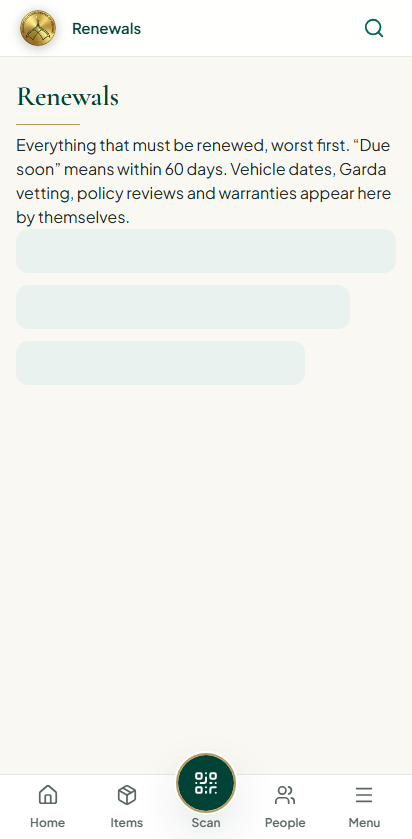 Renewals
Renewals
Everything that must be renewed, worst first. “Due
soon” means within 60 days. Vehicle dates, Garda
vetting, policy reviews and warranties appear here
by themselves.
Home
Items
Scan
People
Menu